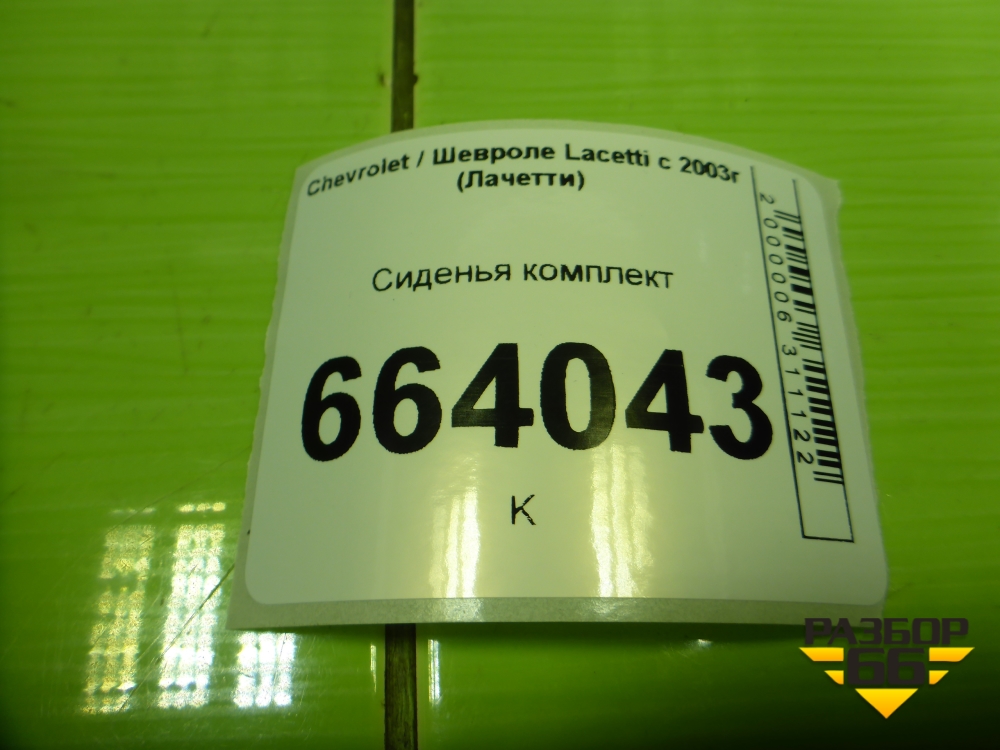 Chevrolet / Шевроле Lacetti с 2003г
(Лачетти)
Сиденья комплект
664043
К
2000006311122
РАЗБОР
66